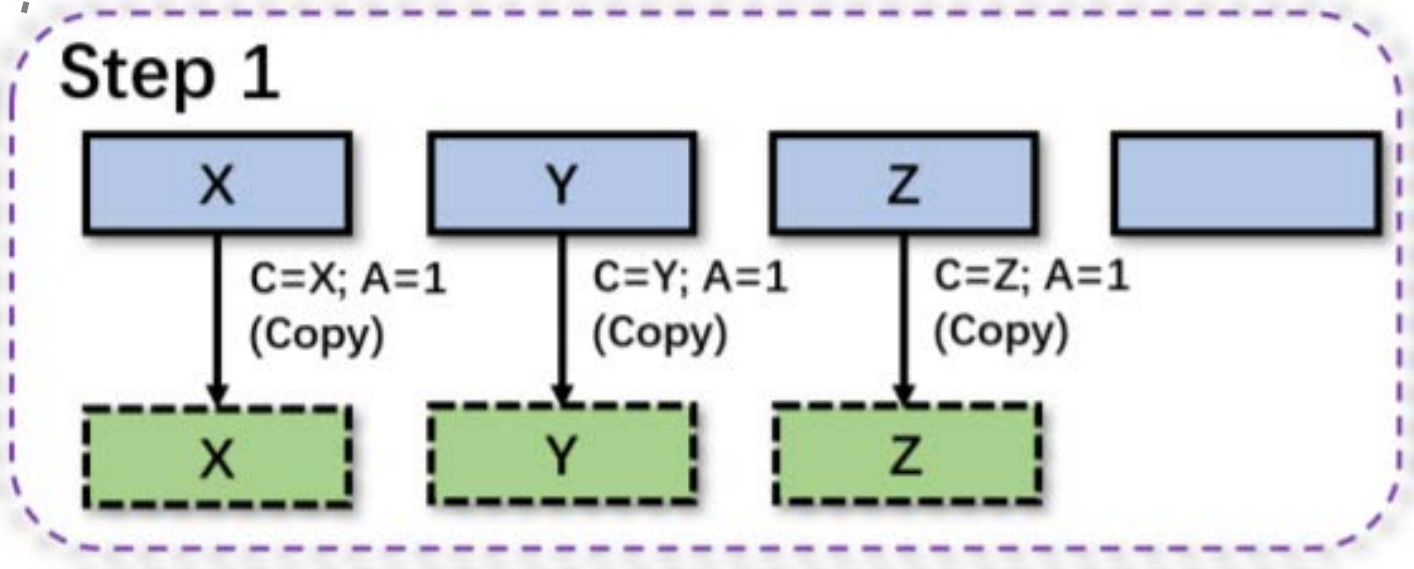 Step 1
X
Y
Z
C=X; A=1
(Copy)
C=Y; A=1
(Copy)
C=Z; A=1
(Copy)
X
Y
Z